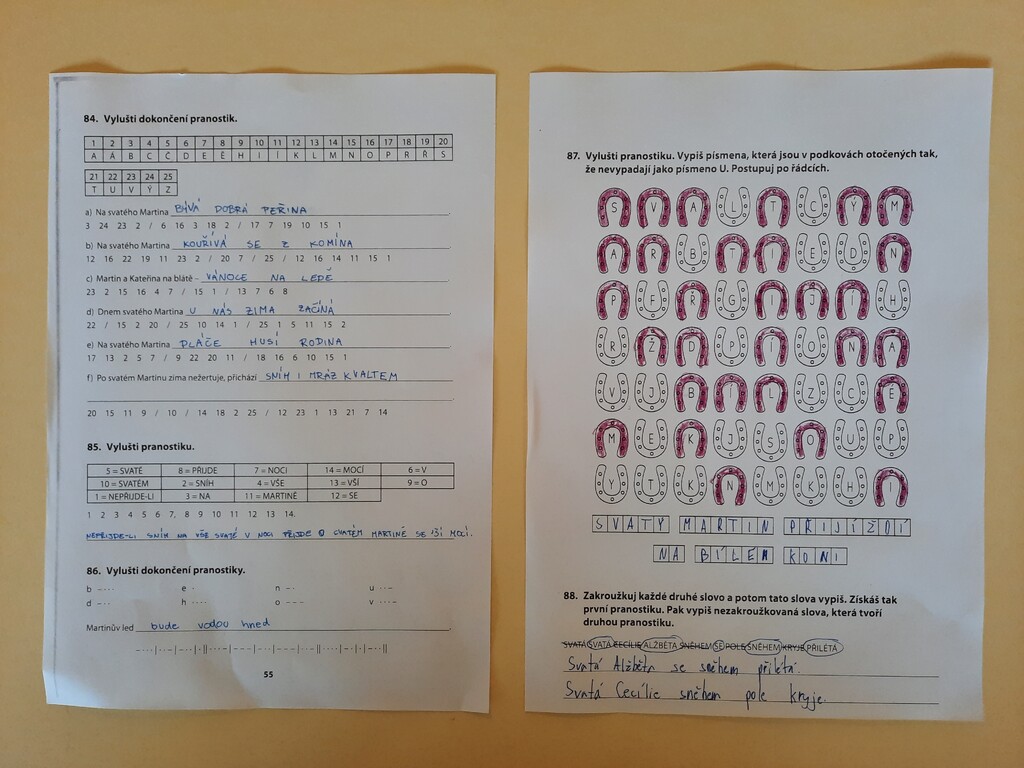 84. Vylušti dokončení pranostik.
1 2 3 4 5 6 7 8 9 10 11 12 13 14 15 16 17 18 19 20
A Á B C Č D E Ě H I Í K L M N O P R Ř S
21 22 23 24 25
T U V Ý Z
a) Na svatého Martina BÝVÁ DOBRÁ PEŘINA.
3 24 23 2 / 6 16 3 18 2 / 17 7 19 10 15 1
b) Na svatého Martina KOUŘÍVÁ SE Z KOMÍNA.
12 16 22 19 11 23 2 / 20 7 / 25 / 12 16 14 11 15 1
c) Martin a Kateřina na blátě – VÁNOCE NA LEDĚ.
23 2 15 16 4 7 / 15 1 / 13 7 6 8
d) Dnem svatého Martina U NÁS ZIMA ZAČÍNÁ.
22 / 15 2 20 / 25 10 14 1 / 25 1 5 11 15 2
e) Na svatého Martina PLÁČE HUSÍ RODINA.
17 13 2 5 7 / 9 22 20 11 / 18 16 6 10 15 1
f) Po svatém Martinu zima nežertuje, přichází SNÍH I MRÁZ KVALTEM
20 15 11 9 / 10 / 14 18 2 25 / 12 23 1 13 21 7 14
85. Vylušti pranostiku.
5 = SVATÉ 8 = PŘIJDE 7 = NOCI 14 = MOCÍ 6 = V
10 = SVATÉM 2 = SNÍH 4 = VŠE 13 = VŠÍ 9 = O
1 = NEPŘIJDE-LI 3 = NA 11 = MARTINĚ 12 = SE
1 2 3 4 5 6 7, 8 9 10 11 12 13 14.
NEPŘIJDE-LI SNÍH NA VŠE SVATÉ V NOCI PŘIJDE O SVATÉM MARTINĚ SE VŠÍ MOCÍ.
86. Vylušti dokončení pranostiky.
b –··· e · n –· u ··–
d –·· h ···· o ––– v ···–
Martinův led bude vodou hned.
–···|··–|–··|·||···–|–––|–··|–––|··–||····|–·|·|–··||
55
87. Vylušti pranostiku. Vypiš písmena, která jsou v podkovách otočených tak,
že nevypadají jako písmeno U. Postupuj po řádcích.
S V A U T C Ý M
A R B T I E D N
P F Ř G I J Í H
R Ž D P Í O N A
V J B Í L Z C É
M E K J S O U P
Y T K N M K H I
SVATÝ MARTIN PŘIJÍŽDÍ
NA BÍLÉM KONI
88. Zakroužkuj každé druhé slovo a potom tato slova vypiš. Získáš tak
první pranostiku. Pak vypiš nezakroužkovaná slova, která tvoří
druhou pranostiku.
SVATÁ SVATÁ CECÍLIE ALŽBĚTA SNĚHEM SE POLE SNĚHEM KRYJE PŘILÉTÁ
Svatá Alžběta se sněhem přilétá.
Svatá Cecílie sněhem pole kryje.